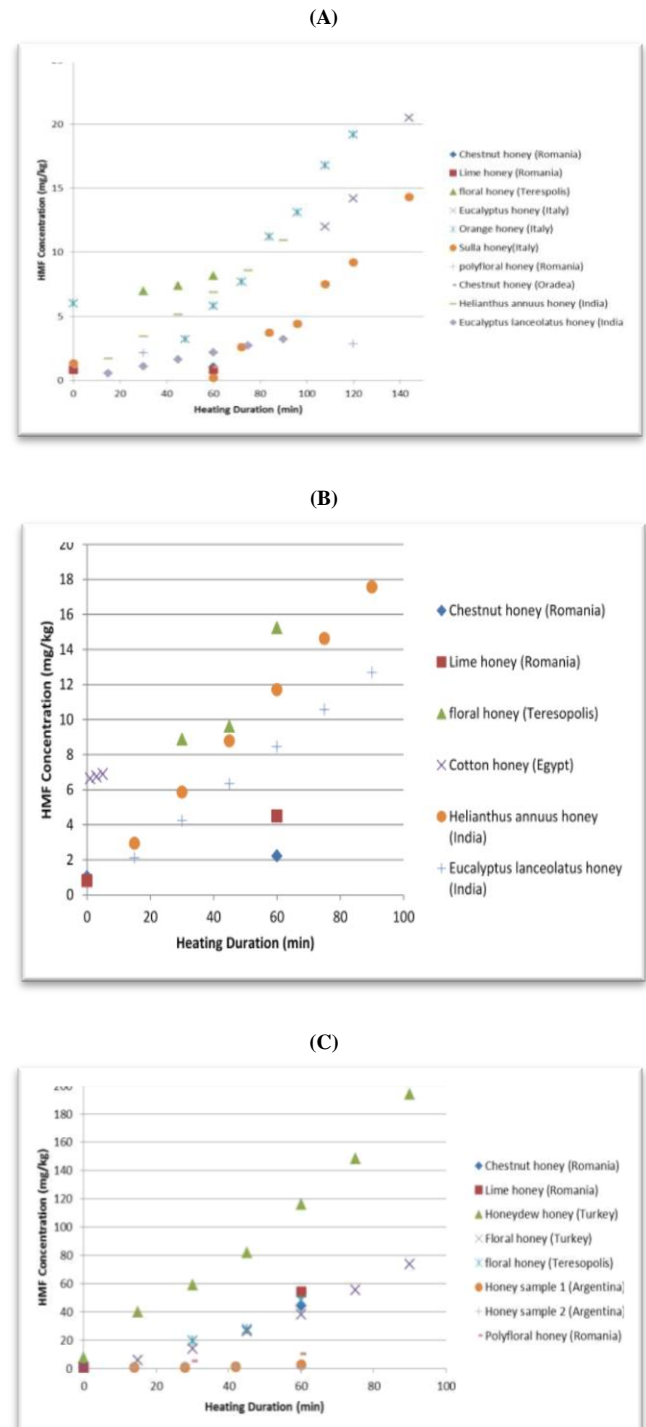 (A)
HMF Concentration (mg/kg)
20
15
10
5
0
0 20 40 60 80 100 120 140
Heating Duration (min)
Chestnut honey (Romania)
Lime honey (Romania)
floral honey (Terespolis)
Eucalyptus honey (Italy)
Orange honey (Italy)
Sulla honey(Italy)
polyfloral honey (Romania)
Chestnut honey (Oradea)
Helianthus annuus honey (India)
Eucalyptus lanceolatus honey (India
(B)
HMF Concentration (mg/kg)
20
18
16
14
12
10
8
6
4
2
0
0 20 40 60 80 100
Heating Duration (min)
Chestnut honey (Romania)
Lime honey (Romania)
floral honey (Teresopolis)
Cotton honey (Egypt)
Helianthus annuus honey
(India)
Eucalyptus lanceolatus honey
(India)
(C)
HMF Concentration (mg/kg)
200
180
160
140
120
100
80
60
40
20
0
0 20 40 60 80 100
Heating Duration (min)
Chestnut honey (Romania)
Lime honey (Romania)
Honeydew honey (Turkey)
Floral honey (Turkey)
floral honey (Teresopolis)
Honey sample 1 (Argentina)
Honey sample 2 (Argentina)
Polyfloral honey (Romania)